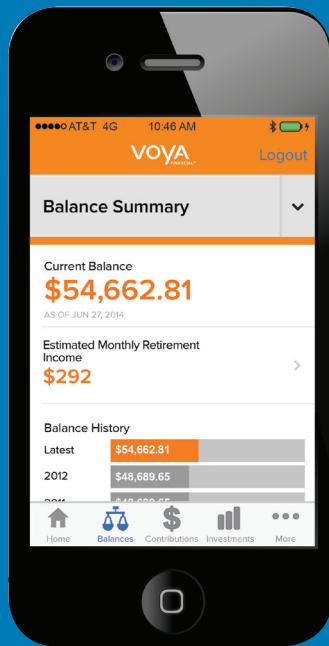 AT&T 4G 10:46 AM
VOYA
FINANCIAL™
Logout
Balance Summary
Current Balance
$54,662.81
AS OF JUN 27, 2014
Estimated Monthly Retirement
Income
$292
Balance History
Latest $54,662.81
2012 $48,689.65
Home Balances Contributions Investments More